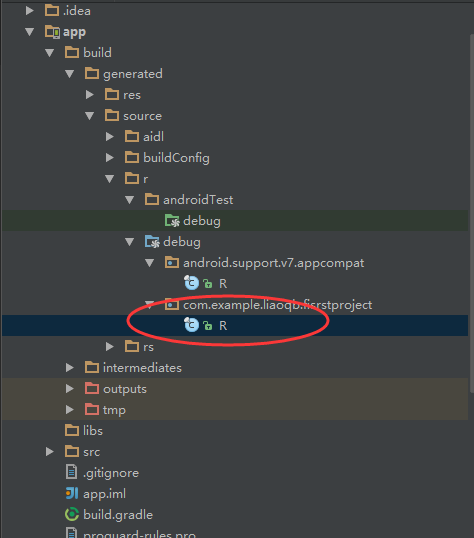 .idea
app
build
generated
res
source
aidl
buildConfig
r
androidTest
debug
debug
android.support.v7.appcompat
R
com.example.liaoqb.fisrstproject
R
rs
intermediates
outputs
tmp
libs
src
.gitignore
app.iml
build.gradle
proguard-rules.pro